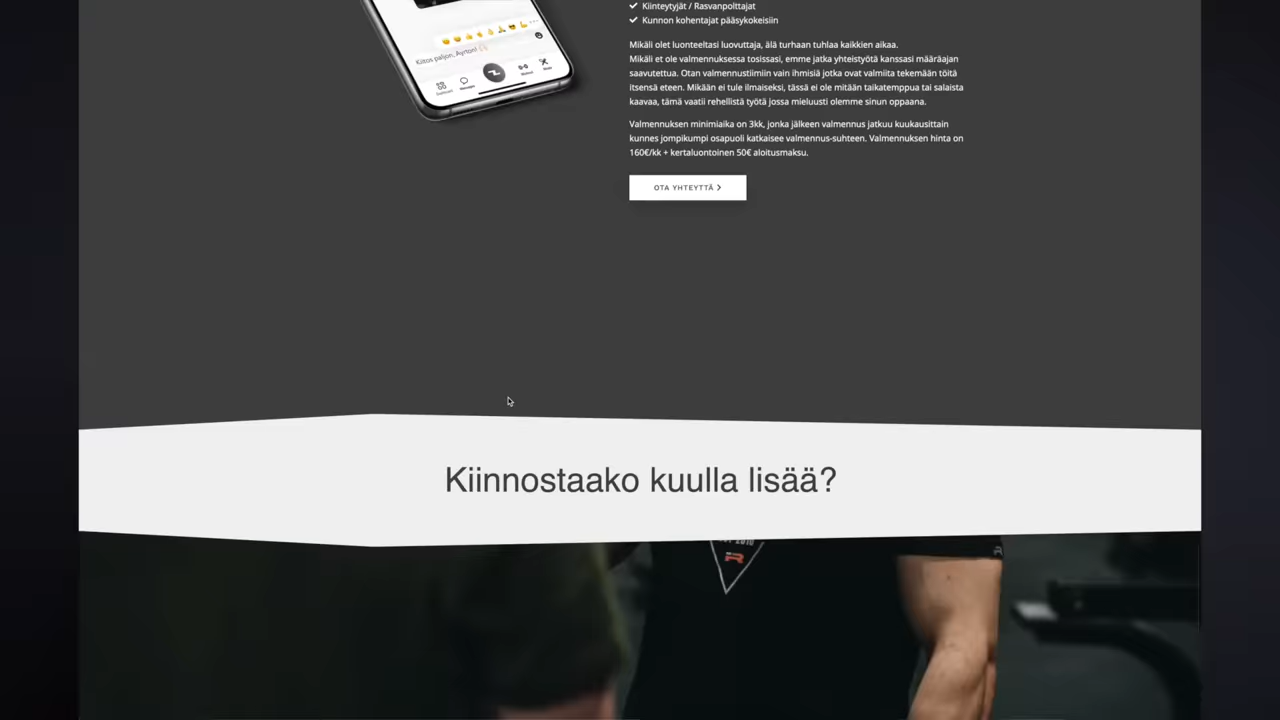 Kiinteytyjät / Rasvanpolttajat
Kunnon kohentajat pääsykokeisiin
Mikäli olet luonteeltasi luovuttaja, älä turhaan tuhlaa kaikkien aikaa.
Mikäli et ole valmennuksessa tosissasi, emme jatka yhteistyötä kanssasi määräajan
saavutettua. Otan valmennustiimiin vain ihmisiä jotka ovat valmiita tekemään töitä
itsensä eteen. Mikään ei tule ilmaiseksi, tässä ei ole mitään taikatemppua tai salaista
kaavaa, tämä vaatii rehellistä työtä jossa mieluusti olemme sinun oppaana.
Valmennuksen minimiaika on 3kk, jonka jälkeen valmennus jatkuu kuukausittain
kunnes jompikumpi osapuoli katkaisee valmennus-suhteen. Valmennuksen hinta on
160€/kk + kertaluontoinen 50€ aloitusmaksu.
OTA YHTEYTTÄ
Kiitos paljon, Ayrton!
Kiinnostaako kuulla lisää?